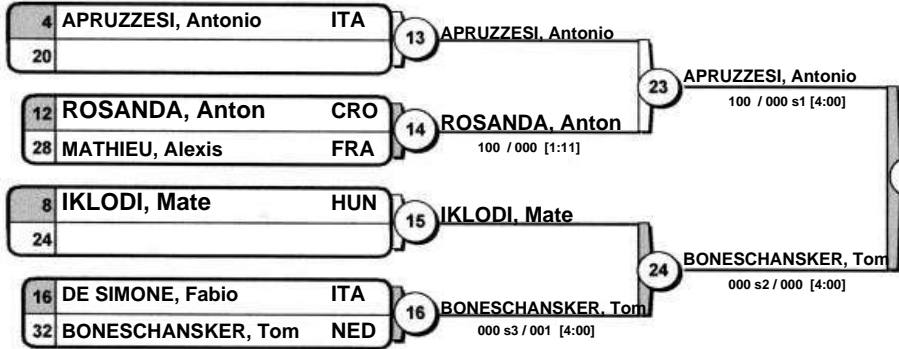 4 APRUZZESI, Antonio ITA
20
13 APRUZZESI, Antonio
12 ROSANDA, Anton CRO
28 MATHIEU, Alexis FRA
14 ROSANDA, Anton
100 / 000 [1:11]
23 APRUZZESI, Antonio
100 / 000 s1 [4:00]
8 IKLODI, Mate HUN
24
15 IKLODI, Mate
16 DE SIMONE, Fabio ITA
32 BONESCHANSKER, Tom NED
16 BONESCHANSKER, Tom
000 s3 / 001 [4:00]
24 BONESCHANSKER, Tom
000 s2 / 000 [4:00]